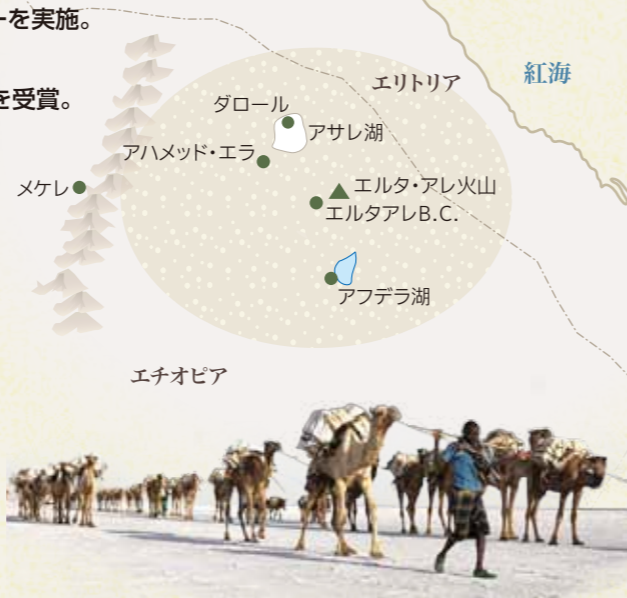 ーを実施。
を受賞。
エリトリア
紅海
ダロール
アサレ湖
アハメッド・エラ
メケレ
エルタ・アレ火山
エルタアレB.C.
アフデラ湖
エチオピア